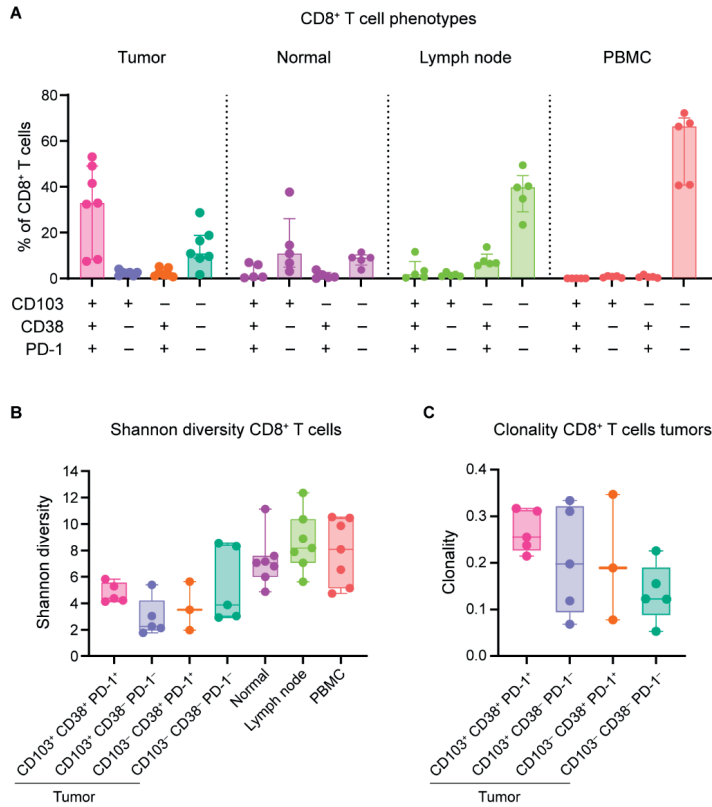 A
CD8⁺ T cell phenotypes
Tumor Normal Lymph node PBMC
% of CD8⁺ T cells
80
60
40
20
0
CD103 + + − − + + − − + + − − + + − −
CD38 + − + − + − + − + − + − + − + −
PD-1 + − + − + − + − + − + − + − + −
B
Shannon diversity CD8⁺ T cells
Shannon diversity
14
12
10
8
6
4
2
0
CD103⁺ CD38⁺ PD-1⁺
CD103⁺ CD38⁻ PD-1⁻
CD103⁻ CD38⁺ PD-1⁺
CD103⁻ CD38⁻ PD-1⁻
Normal
Lymph node
PBMC
Tumor
C
Clonality CD8⁺ T cells tumors
Clonality
0.4
0.3
0.2
0.1
0.0
CD103⁺ CD38⁺ PD-1⁺
CD103⁺ CD38⁻ PD-1⁻
CD103⁻ CD38⁺ PD-1⁺
CD103⁻ CD38⁻ PD-1⁻
Tumor